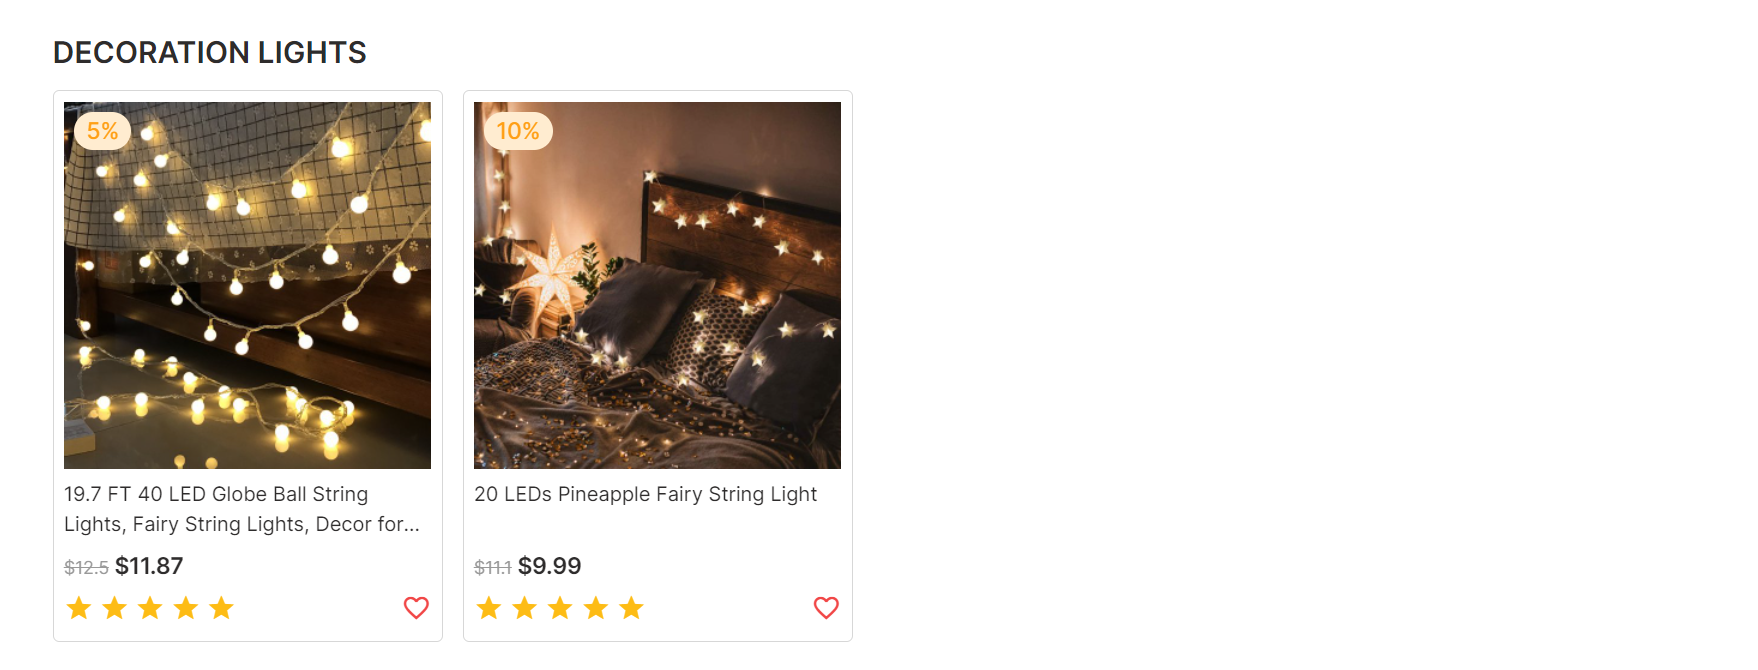 DECORATION LIGHTS
5%
10%
19.7 FT 40 LED Globe Ball String
Lights, Fairy String Lights, Decor for...
$12.5 $11.87
20 LEDs Pineapple Fairy String Light
$11.1 $9.99